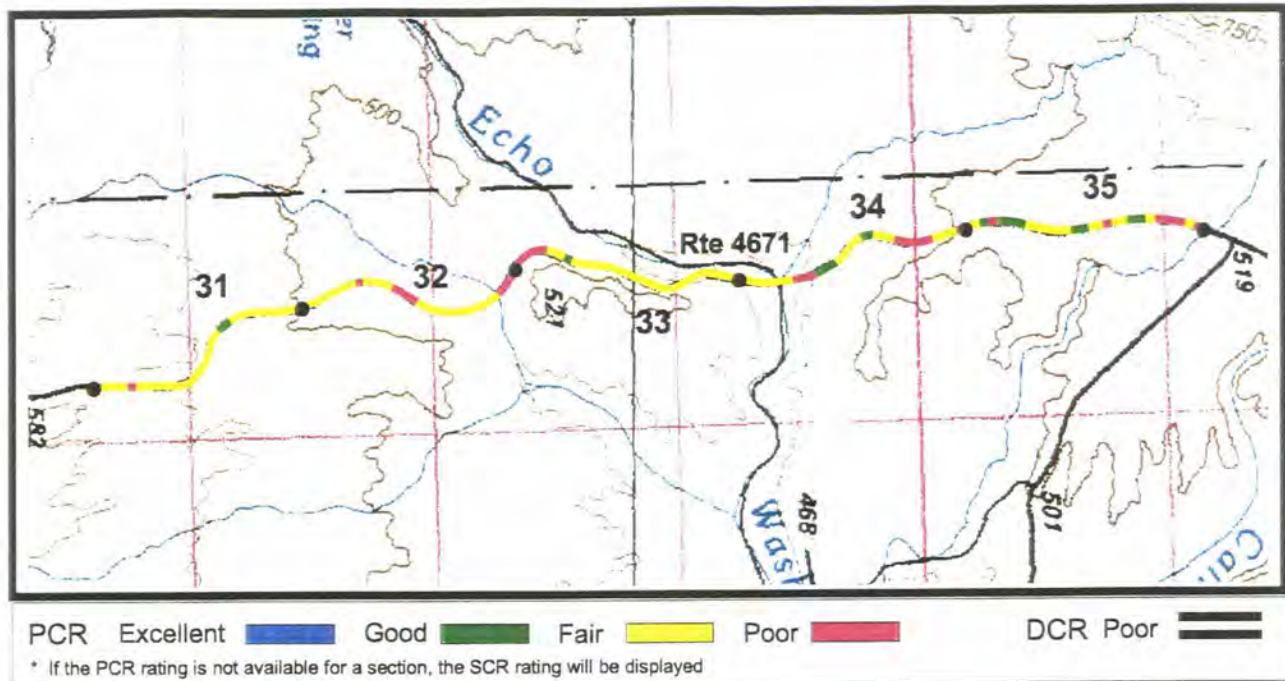 750
500
Echo
31
32
Rte 4671
34
35
521
33
519
582
468
501
Wash
PCR Excellent Good Fair Poor DCR Poor
* If the PCR rating is not available for a section, the SCR rating will be displayed